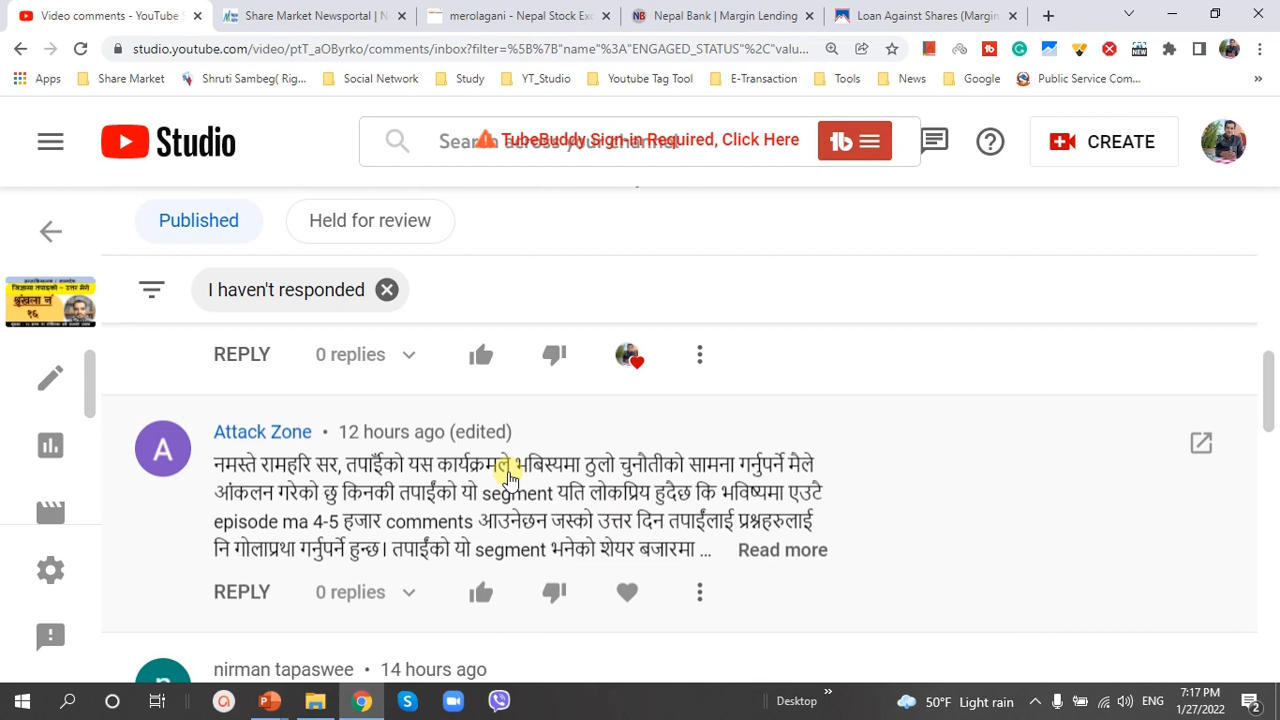 Video comments - YouTube S
Share Market Newsportal | N
merolagani - Nepal Stock Exc
Nepal Bank | Margin Lending
Loan Against Shares (Margin
studio.youtube.com/video/ptT_aOByrko/comments/inbox?filter=%5B%7B"name"%3A"ENGAGED_STATUS"%2C"valu...
Apps
Share Market
Shruti Sambeg( Rig...
Social Network
Study
YT_Studio
Youtube Tag Tool
E-Transaction
Tools
News
Google
Public Service Com...
Studio
TubeBuddy Sign-in Required, Click Here
CREATE
Published
Held for review
I haven't responded
REPLY 0 replies
Attack Zone • 12 hours ago (edited)
नमस्ते रामहरि सर, तपाईँको यस कार्यक्रमले भबिस्यमा ठुलो चुनौतीको सामना गर्नुपर्ने मैले
आंकलन गरेको छु किनकी तपाईंको यो segment यति लोकप्रिय हुदैछ कि भविष्यमा एउटै
episode ma 4-5 हजार comments आउनेछन जस्को उत्तर दिन तपाईंलाई प्रश्नहरुलाई
नि गोलाप्रथा गर्नुपर्ने हुन्छ। तपाईंको यो segment भनेको शेयर बजारमा ... Read more
REPLY 0 replies
nirman tapaswee • 14 hours ago
Desktop
50°F Light rain
ENG
7:17 PM
1/27/2022